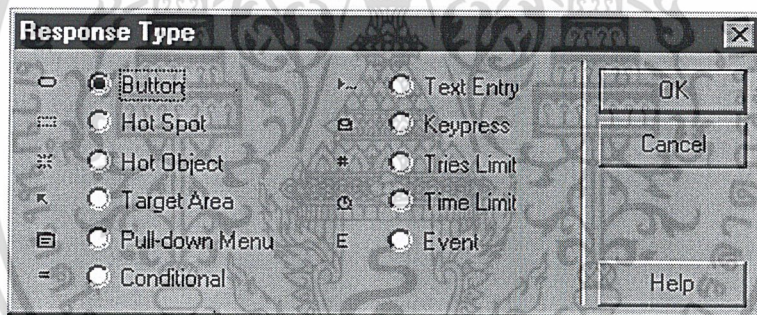 Response Type
Button
Hot Spot
Hot Object
Target Area
Pull-down Menu
Conditional
Text Entry
Keypress
# Tries Limit
Time Limit
E Event
OK
Cancel
Help